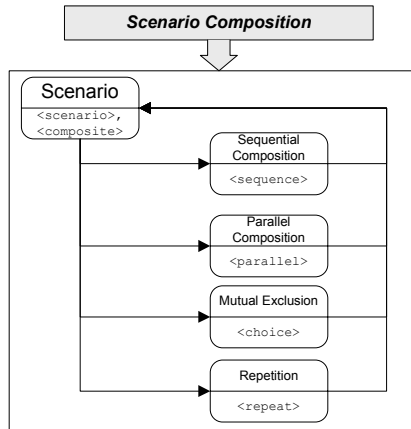 Scenario Composition
Scenario
<scenario>,
<composite>
Sequential
Composition
<sequence>
Parallel
Composition
<parallel>
Mutual Exclusion
<choice>
Repetition
<repeat>